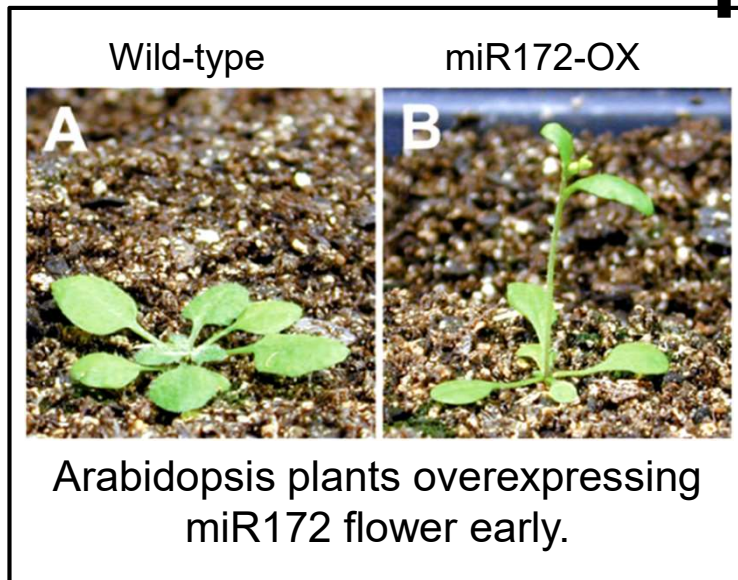 Wild-type miR172-OX
A B
Arabidopsis plants overexpressing
miR172 flower early.